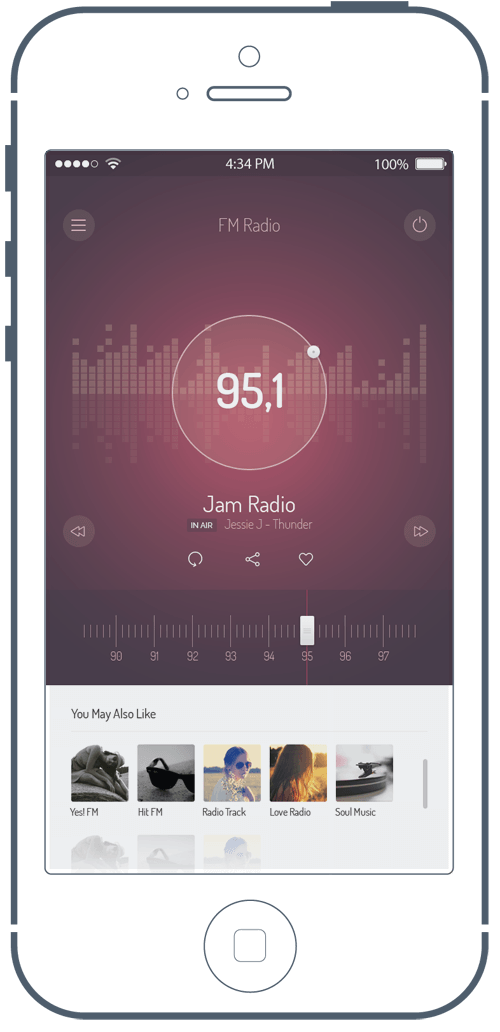 4:34 PM 100%
FM Radio
95,1
Jam Radio
IN AIR Jessie J - Thunder
90 91 92 93 94 95 96 97
You May Also Like
Yes! FM Hit FM Radio Track Love Radio Soul Music